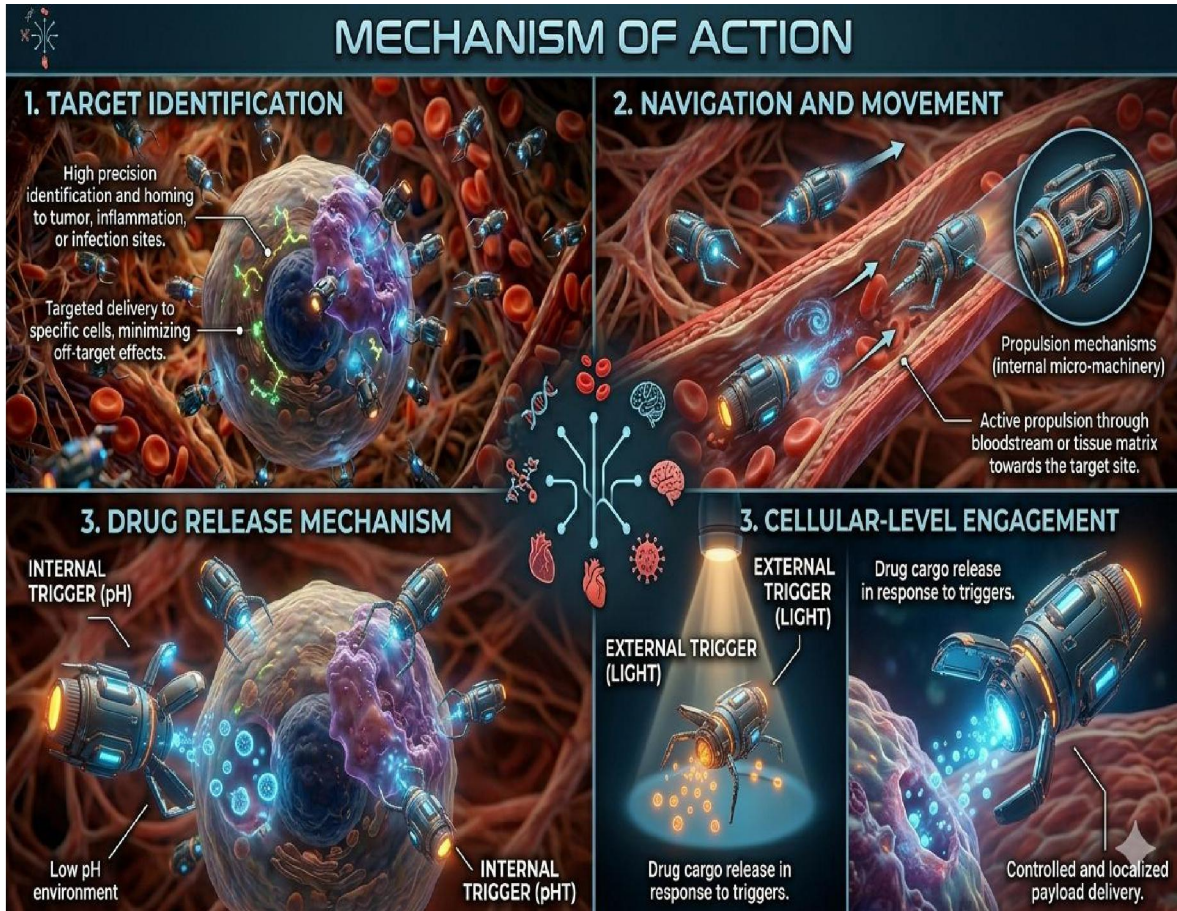 MECHANISM OF ACTION
1. TARGET IDENTIFICATION
High precision
identification and homing
to tumor, inflammation,
or infection sites.
Targeted delivery to
specific cells, minimizing
off-target effects.
2. NAVIGATION AND MOVEMENT
Propulsion mechanisms
(internal micro-machinery)
Active propulsion through
bloodstream or tissue matrix
towards the target site.
3. DRUG RELEASE MECHANISM
INTERNAL
TRIGGER (pH)
Low pH
environment
INTERNAL
TRIGGER (pHT)
3. CELLULAR-LEVEL ENGAGEMENT
EXTERNAL
TRIGGER
(LIGHT)
EXTERNAL TRIGGER
(LIGHT)
Drug cargo release in
response to triggers.
Drug cargo release
in response to triggers.
Controlled and localized
payload delivery.